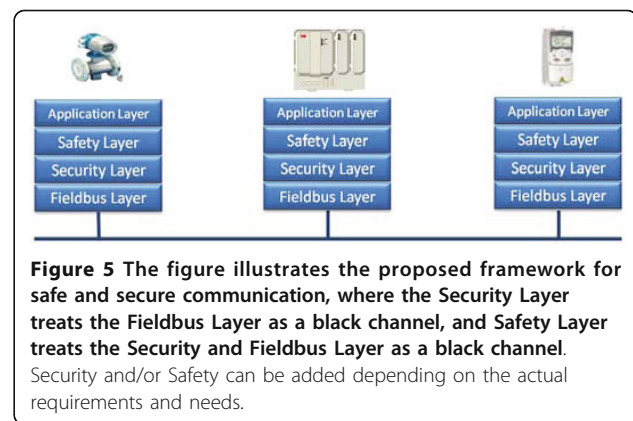 Application Layer Application Layer Application Layer
Safety Layer Safety Layer Safety Layer
Security Layer Security Layer Security Layer
Fieldbus Layer Fieldbus Layer Fieldbus Layer
Figure 5 The figure illustrates the proposed framework for
safe and secure communication, where the Security Layer
treats the Fieldbus Layer as a black channel, and Safety Layer
treats the Security and Fieldbus Layer as a black channel.
Security and/or Safety can be added depending on the actual
requirements and needs.